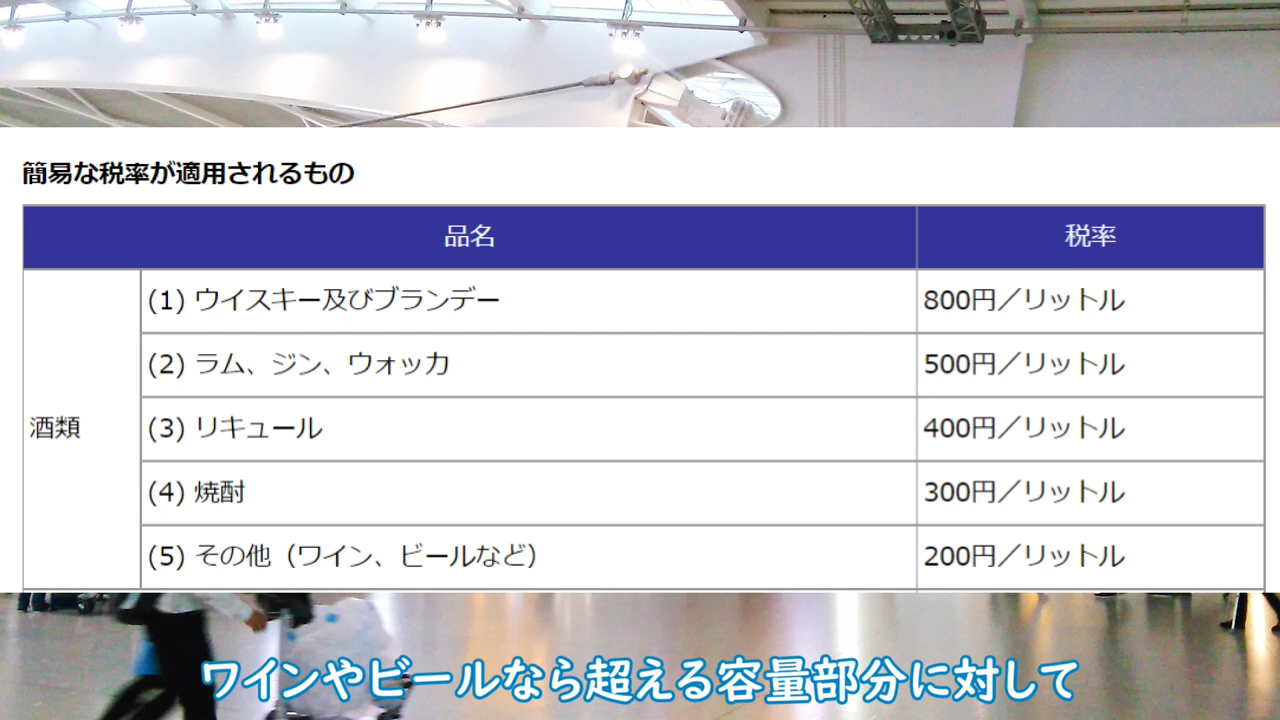 簡易な税率が適用されるもの
品名 税率
酒類
(1) ウイスキー及びブランデー 800円／リットル
(2) ラム、ジン、ウォッカ 500円／リットル
(3) リキュール 400円／リットル
(4) 焼酎 300円／リットル
(5) その他（ワイン、ビールなど） 200円／リットル
ワインやビールなら超える容量部分に対して